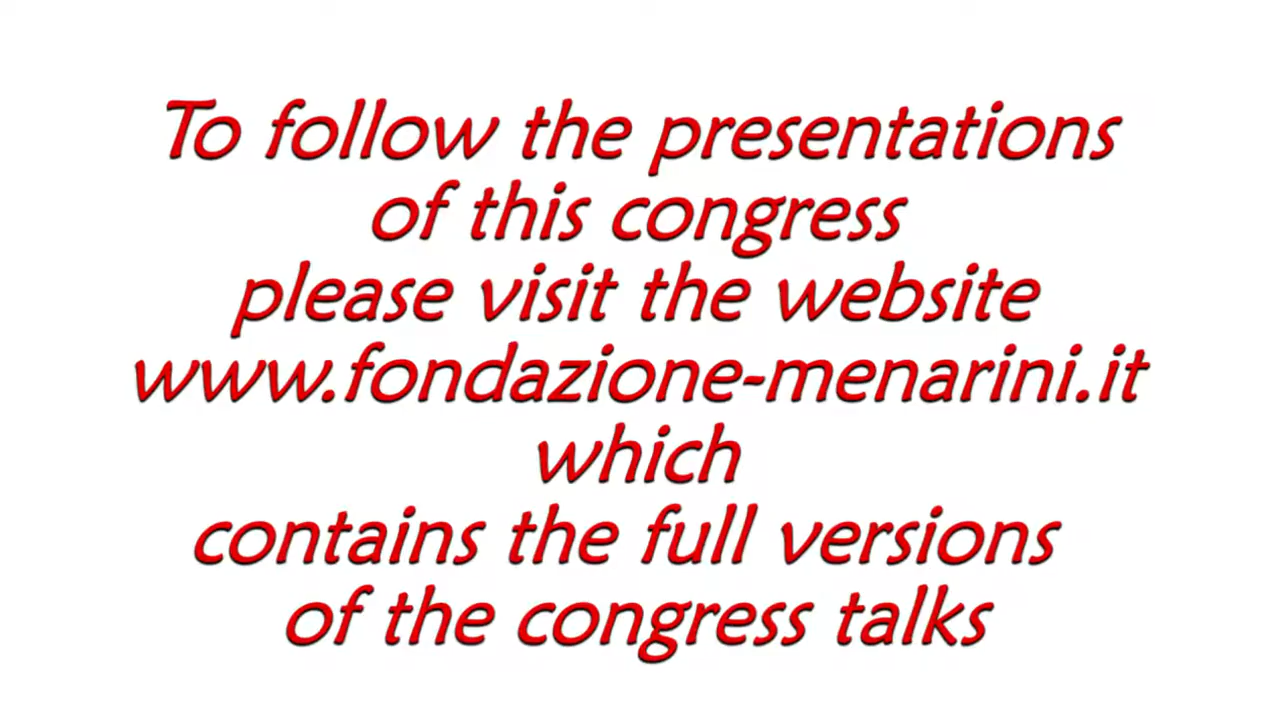 To follow the presentations
of this congress
please visit the website
www.fondazione-menarini.it
which
contains the full versions
of the congress talks